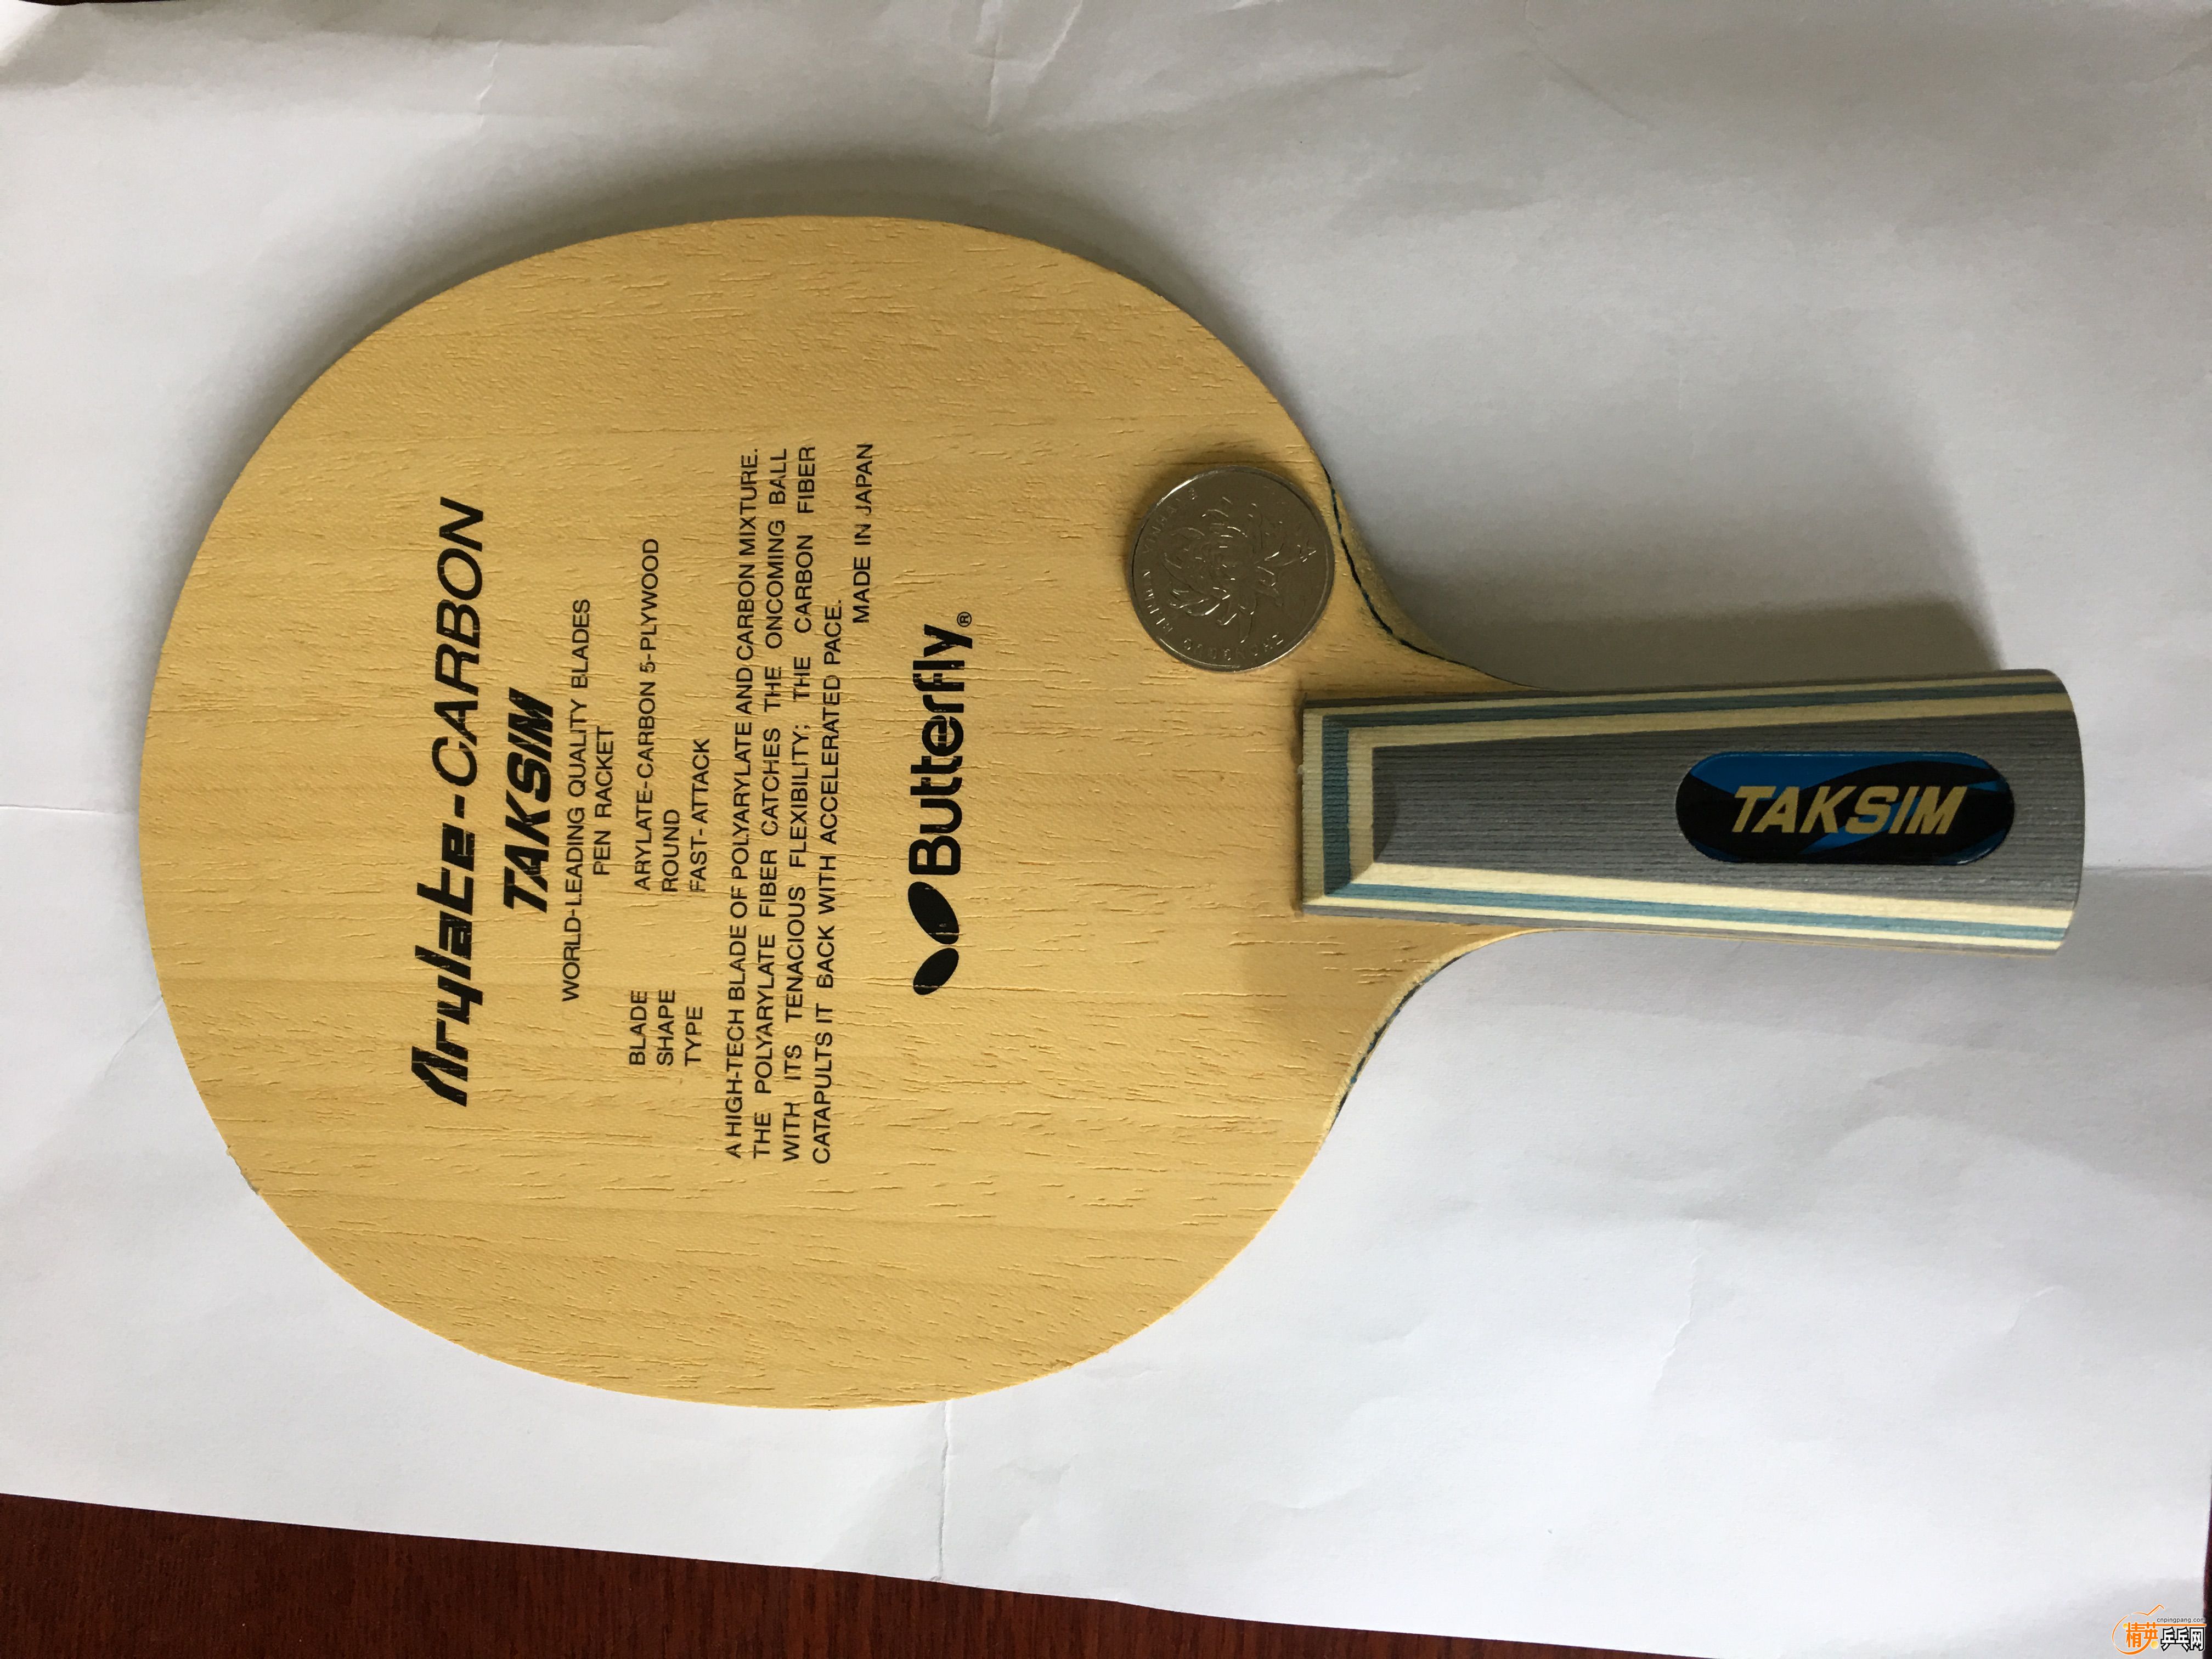 Arylate-CARBON
TAKSIM
WORLD-LEADING QUALITY BLADES
PEN RACKET
BLADE ARYLATE-CARBON 5-PLYWOOD
SHAPE ROUND
TYPE FAST-ATTACK
A HIGH-TECH BLADE OF POLYARYLATE AND CARBON MIXTURE.
THE POLYARYLATE FIBER CATCHES THE ONCOMING BALL
WITH ITS TENACIOUS FLEXIBILITY; THE CARBON FIBER
CATAPULTS IT BACK WITH ACCELERATED PACE.
MADE IN JAPAN
Butterfly®
TAKSIM
cnpingpang.com
精英乒乓网